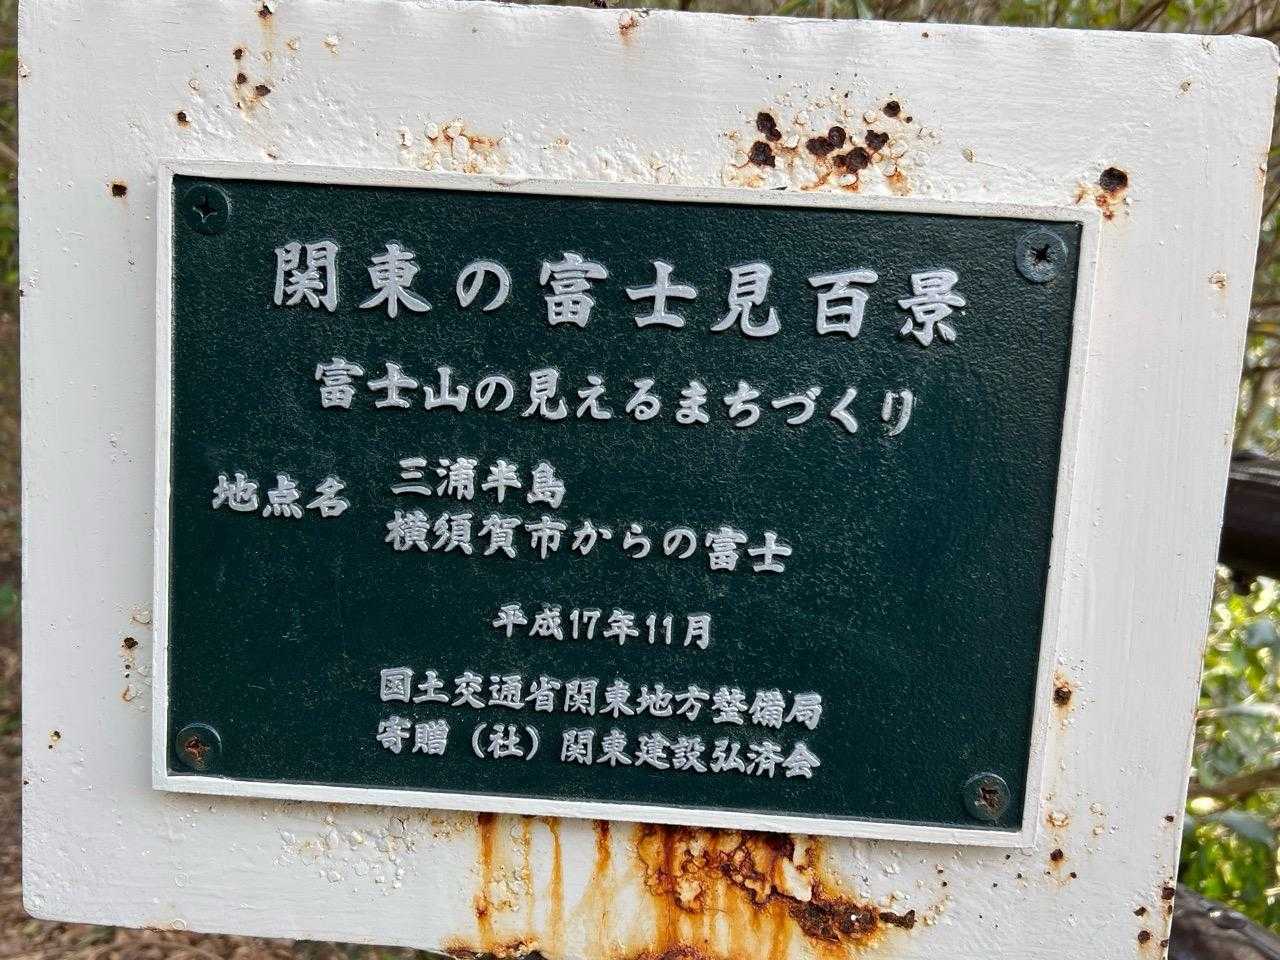 関東の富士見百景
富士山の見えるまちづくり
地点名 三浦半島
横須賀市からの富士
平成17年11月
国土交通省関東地方整備局
寄贈（社）関東建設弘済会